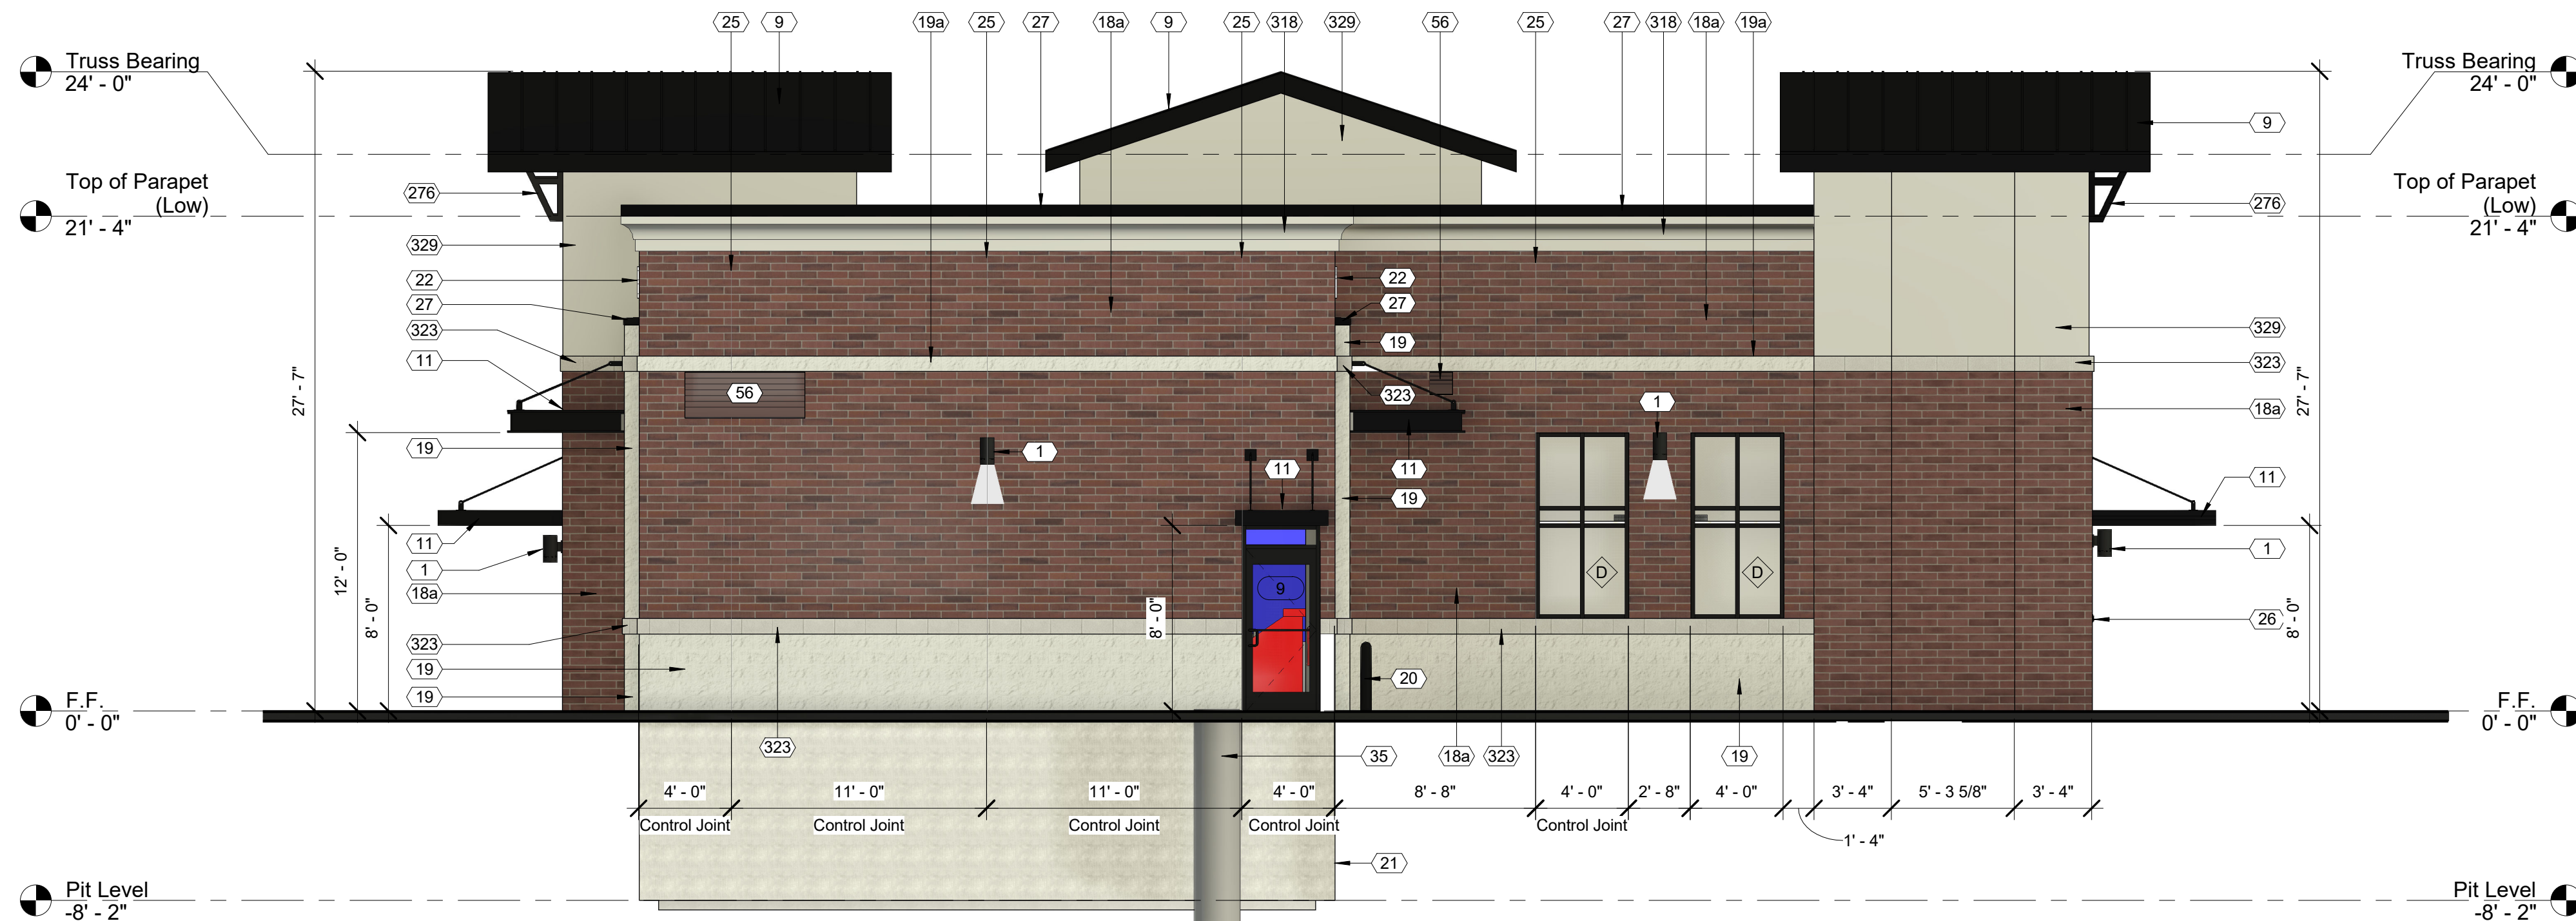 25
9
19a
25
27
18a
9
25
318
329
56
25
27
318
18a
19a
Truss Bearing
24' - 0"
Truss Bearing
24' - 0"
9
Top of Parapet
(Low)
21' - 4"
Top of Parapet
(Low)
21' - 4"
276
276
329
22
27
323
11
22
27
19
323
329
323
27' - 7"
27' - 7"
56
1
18a
19
1
11
11
19
11
12' - 0"
11
1
18a
8' - 0"
8' - 0"
9
D
D
1
26
8' - 0"
323
19
19
20
F.F.
0' - 0"
F.F.
0' - 0"
323
35
18a
323
19
4' - 0"
11' - 0"
11' - 0"
4' - 0"
8' - 8"
4' - 0"
2' - 8"
4' - 0"
3' - 4"
5' - 3 5/8"
3' - 4"
Control Joint
Control Joint
Control Joint
Control Joint
Control Joint
1' - 4"
21
Pit Level
-8' - 2"
Pit Level
-8' - 2"